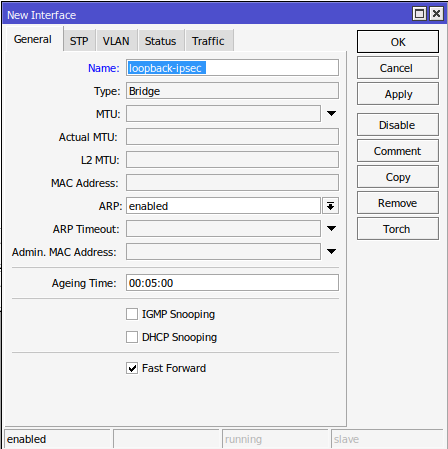 New Interface
General STP VLAN Status Traffic
Name: loopback-ipsec
Type: Bridge
MTU:
Actual MTU:
L2 MTU:
MAC Address:
ARP: enabled
ARP Timeout:
Admin. MAC Address:
Ageing Time: 00:05:00
IGMP Snooping
DHCP Snooping
Fast Forward
OK
Cancel
Apply
Disable
Comment
Copy
Remove
Torch
enabled running slave